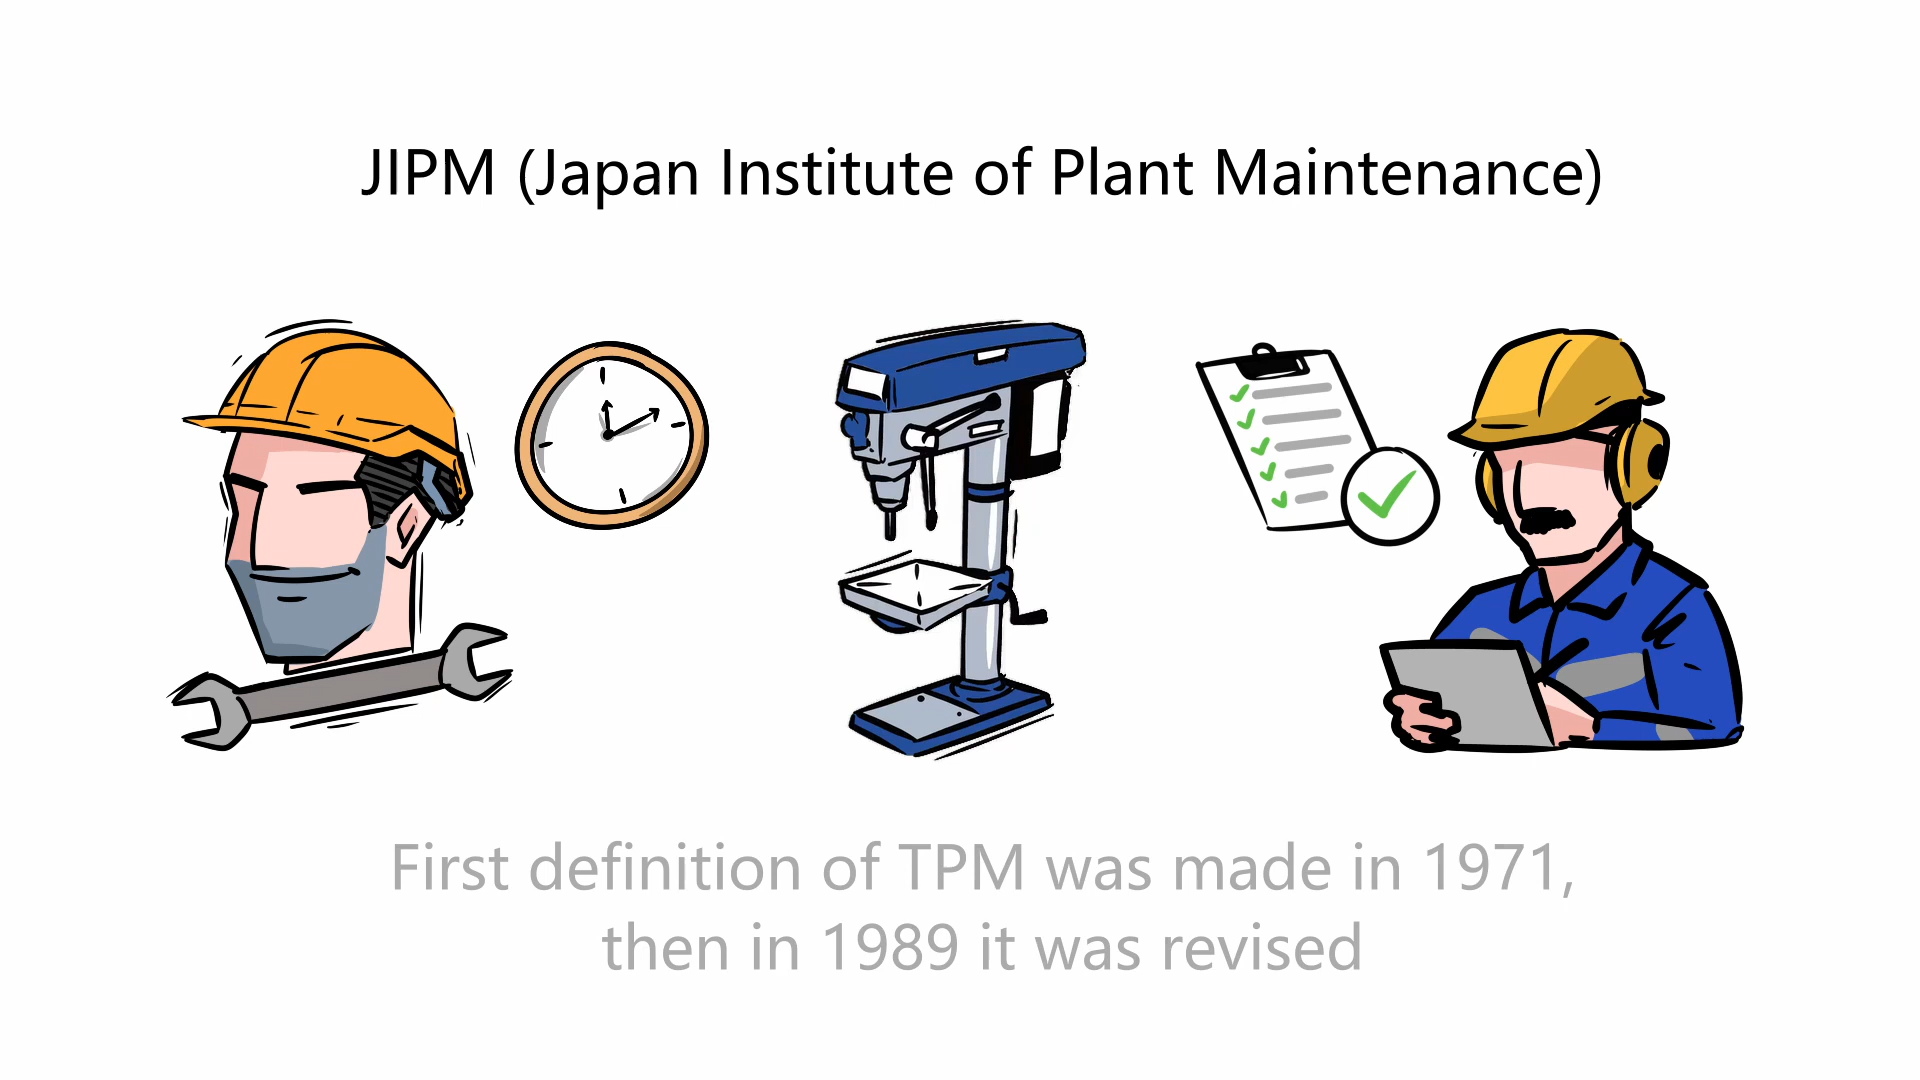 JIPM (Japan Institute of Plant Maintenance)
First definition of TPM was made in 1971,
then in 1989 it was revised